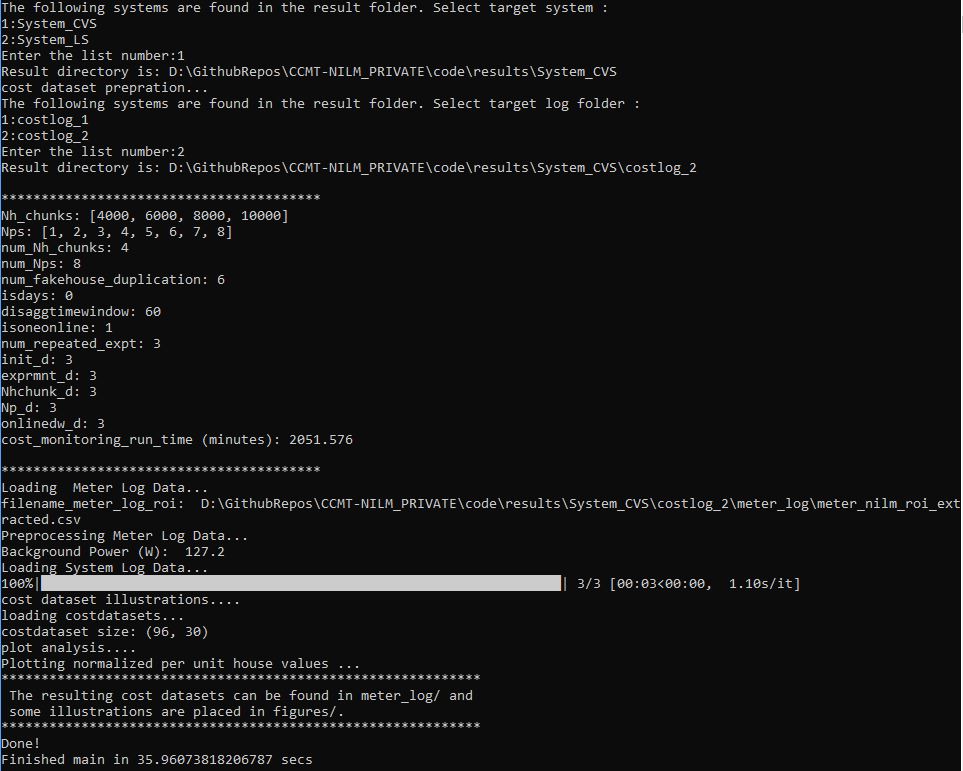 The following systems are found in the result folder. Select target system :
1:System_CVS
2:System_LS
Enter the list number:1
Result directory is: D:\GithubRepos\CCMT-NILM_PRIVATE\code\results\System_CVS
cost dataset prepration...
The following systems are found in the result folder. Select target log folder :
1:costlog_1
2:costlog_2
Enter the list number:2
Result directory is: D:\GithubRepos\CCMT-NILM_PRIVATE\code\results\System_CVS\costlog_2
****************************************
Nh_chunks: [4000, 6000, 8000, 10000]
Nps: [1, 2, 3, 4, 5, 6, 7, 8]
num_Nh_chunks: 4
num_Nps: 8
num_fakehouse_duplication: 6
isdays: 0
disaggtimewindow: 60
isoneonline: 1
num_repeated_expt: 3
init_d: 3
exprmnt_d: 3
Nhchunk_d: 3
Np_d: 3
onlinedw_d: 3
cost_monitoring_run_time (minutes): 2051.576
****************************************
Loading  Meter Log Data...
filename_meter_log_roi:  D:\GithubRepos\CCMT-NILM_PRIVATE\code\results\System_CVS\costlog_2\meter_log\meter_nilm_roi_ext
racted.csv
Preprocessing Meter Log Data...
Background Power (W):  127.2
Loading System Log Data...
100%|█████████████████████████████████████████████████████████████████| 3/3 [00:03<00:00,  1.10s/it]
cost dataset illustrations....
loading costdatasets...
costdataset size: (96, 30)
plot analysis....
Plotting normalized per unit house values ...
************************************************************
 The resulting cost datasets can be found in meter_log/ and
 some illustrations are placed in figures/.
************************************************************
Done!
Finished main in 35.96073818206787 secs